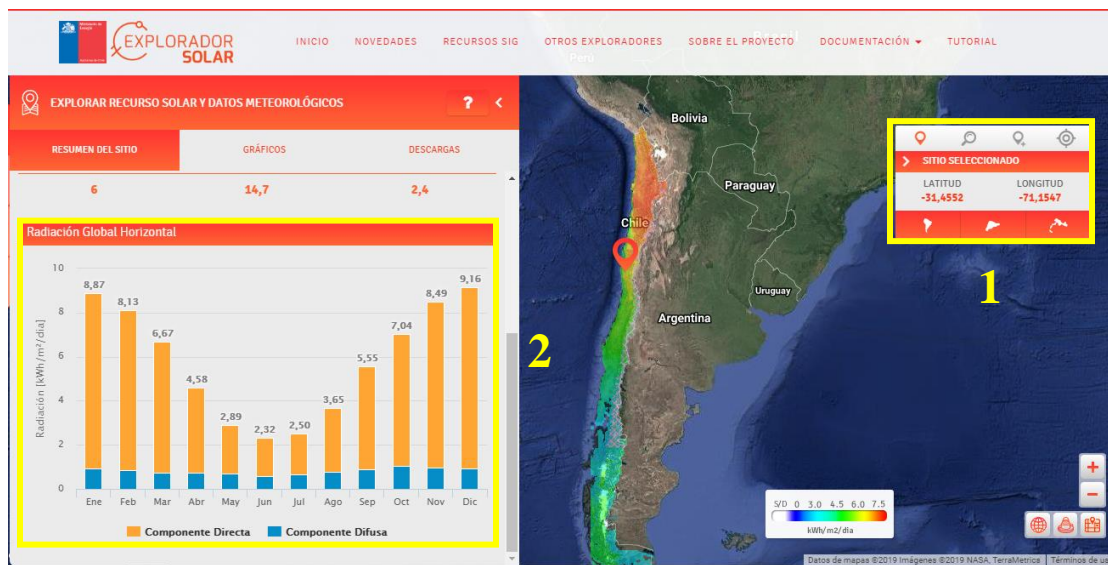 EXPLORADOR
SOLAR
INICIO NOVEDADES RECURSOS SIG OTROS EXPLORADORES SOBRE EL PROYECTO DOCUMENTACIÓN TUTORIAL
EXPLORAR RECURSO SOLAR Y DATOS METEOROLÓGICOS ? <
RESUMEN DEL SITIO GRÁFICOS DESCARGAS
6 14,7 2,4
Radiación Global Horizontal
Radiación [kWh/m²/dia]
10
8
6
4
2
0
8,87 8,13 6,67 4,58 2,89 2,32 2,50 3,65 5,55 7,04 8,49 9,16
Ene Feb Mar Abr May Jun Jul Ago Sep Oct Nov Dic
Componente Directa Componente Difusa
2
Perú
Bolivia
Paraguay
Chile
Uruguay
Argentina
SITIO SELECCIONADO
LATITUD LONGITUD
-31,4552 -71,1547
1
S/D 0 3.0 4.5 6.0 7.5
kWh/m2/dia
+
−
Datos de mapas ©2019 Imágenes ©2019 NASA, TerraMetrics Términos de us